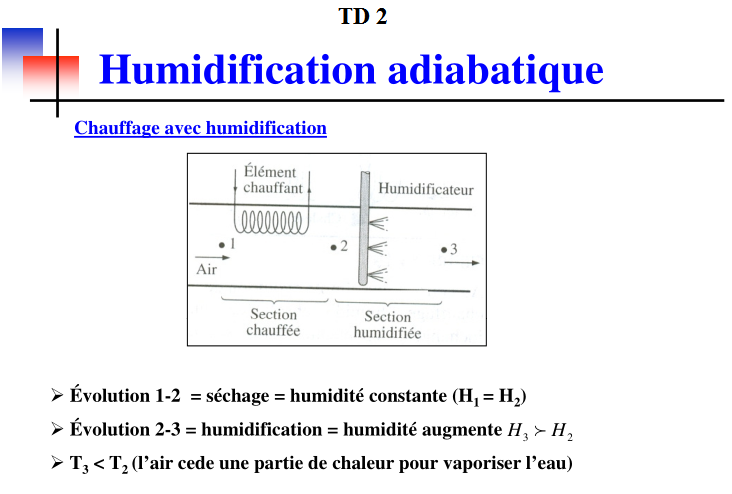 TD 2
Humidification adiabatique
Chauffage avec humidification
Élément
chauffant
Humidificateur
1
2
3
Air
Section
chauffée
Section
humidifiée
➢ Évolution 1-2 = séchage = humidité constante (H₁ = H₂)
➢ Évolution 2-3 = humidification = humidité augmente H₃ ≻ H₂
➢ T₃ < T₂ (l’air cede une partie de chaleur pour vaporiser l’eau)